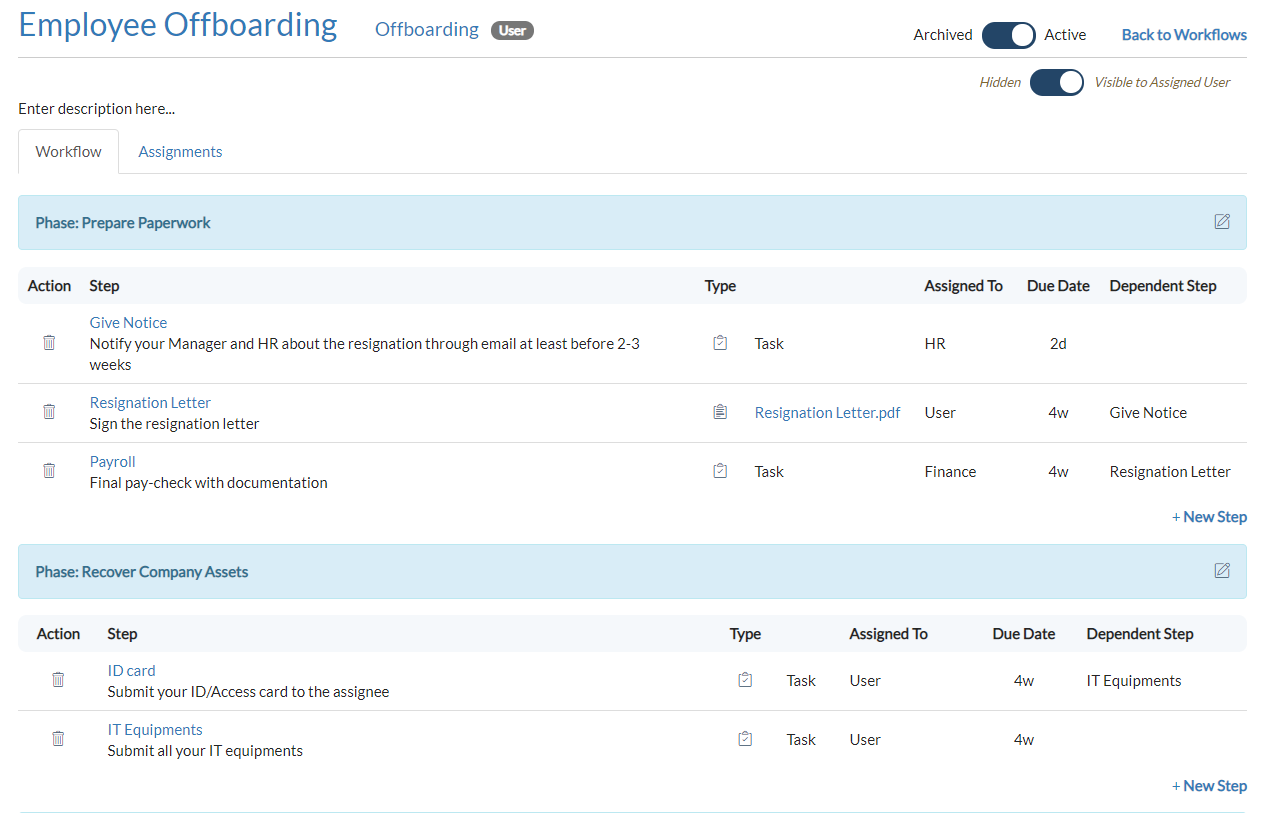 Employee Offboarding Offboarding User Archived Active Back to Workflows
Hidden Visible to Assigned User
Enter description here...
Workflow Assignments
Phase: Prepare Paperwork
Action Step Type Assigned To Due Date Dependent Step
Give Notice
Notify your Manager and HR about the resignation through email at least before 2-3 Task HR 2d
weeks
Resignation Letter
Sign the resignation letter Resignation Letter.pdf User 4w Give Notice
Payroll
Final pay-check with documentation Task Finance 4w Resignation Letter
+ New Step
Phase: Recover Company Assets
Action Step Type Assigned To Due Date Dependent Step
ID card
Submit your ID/Access card to the assignee Task User 4w IT Equipments
IT Equipments
Submit all your IT equipments Task User 4w
+ New Step